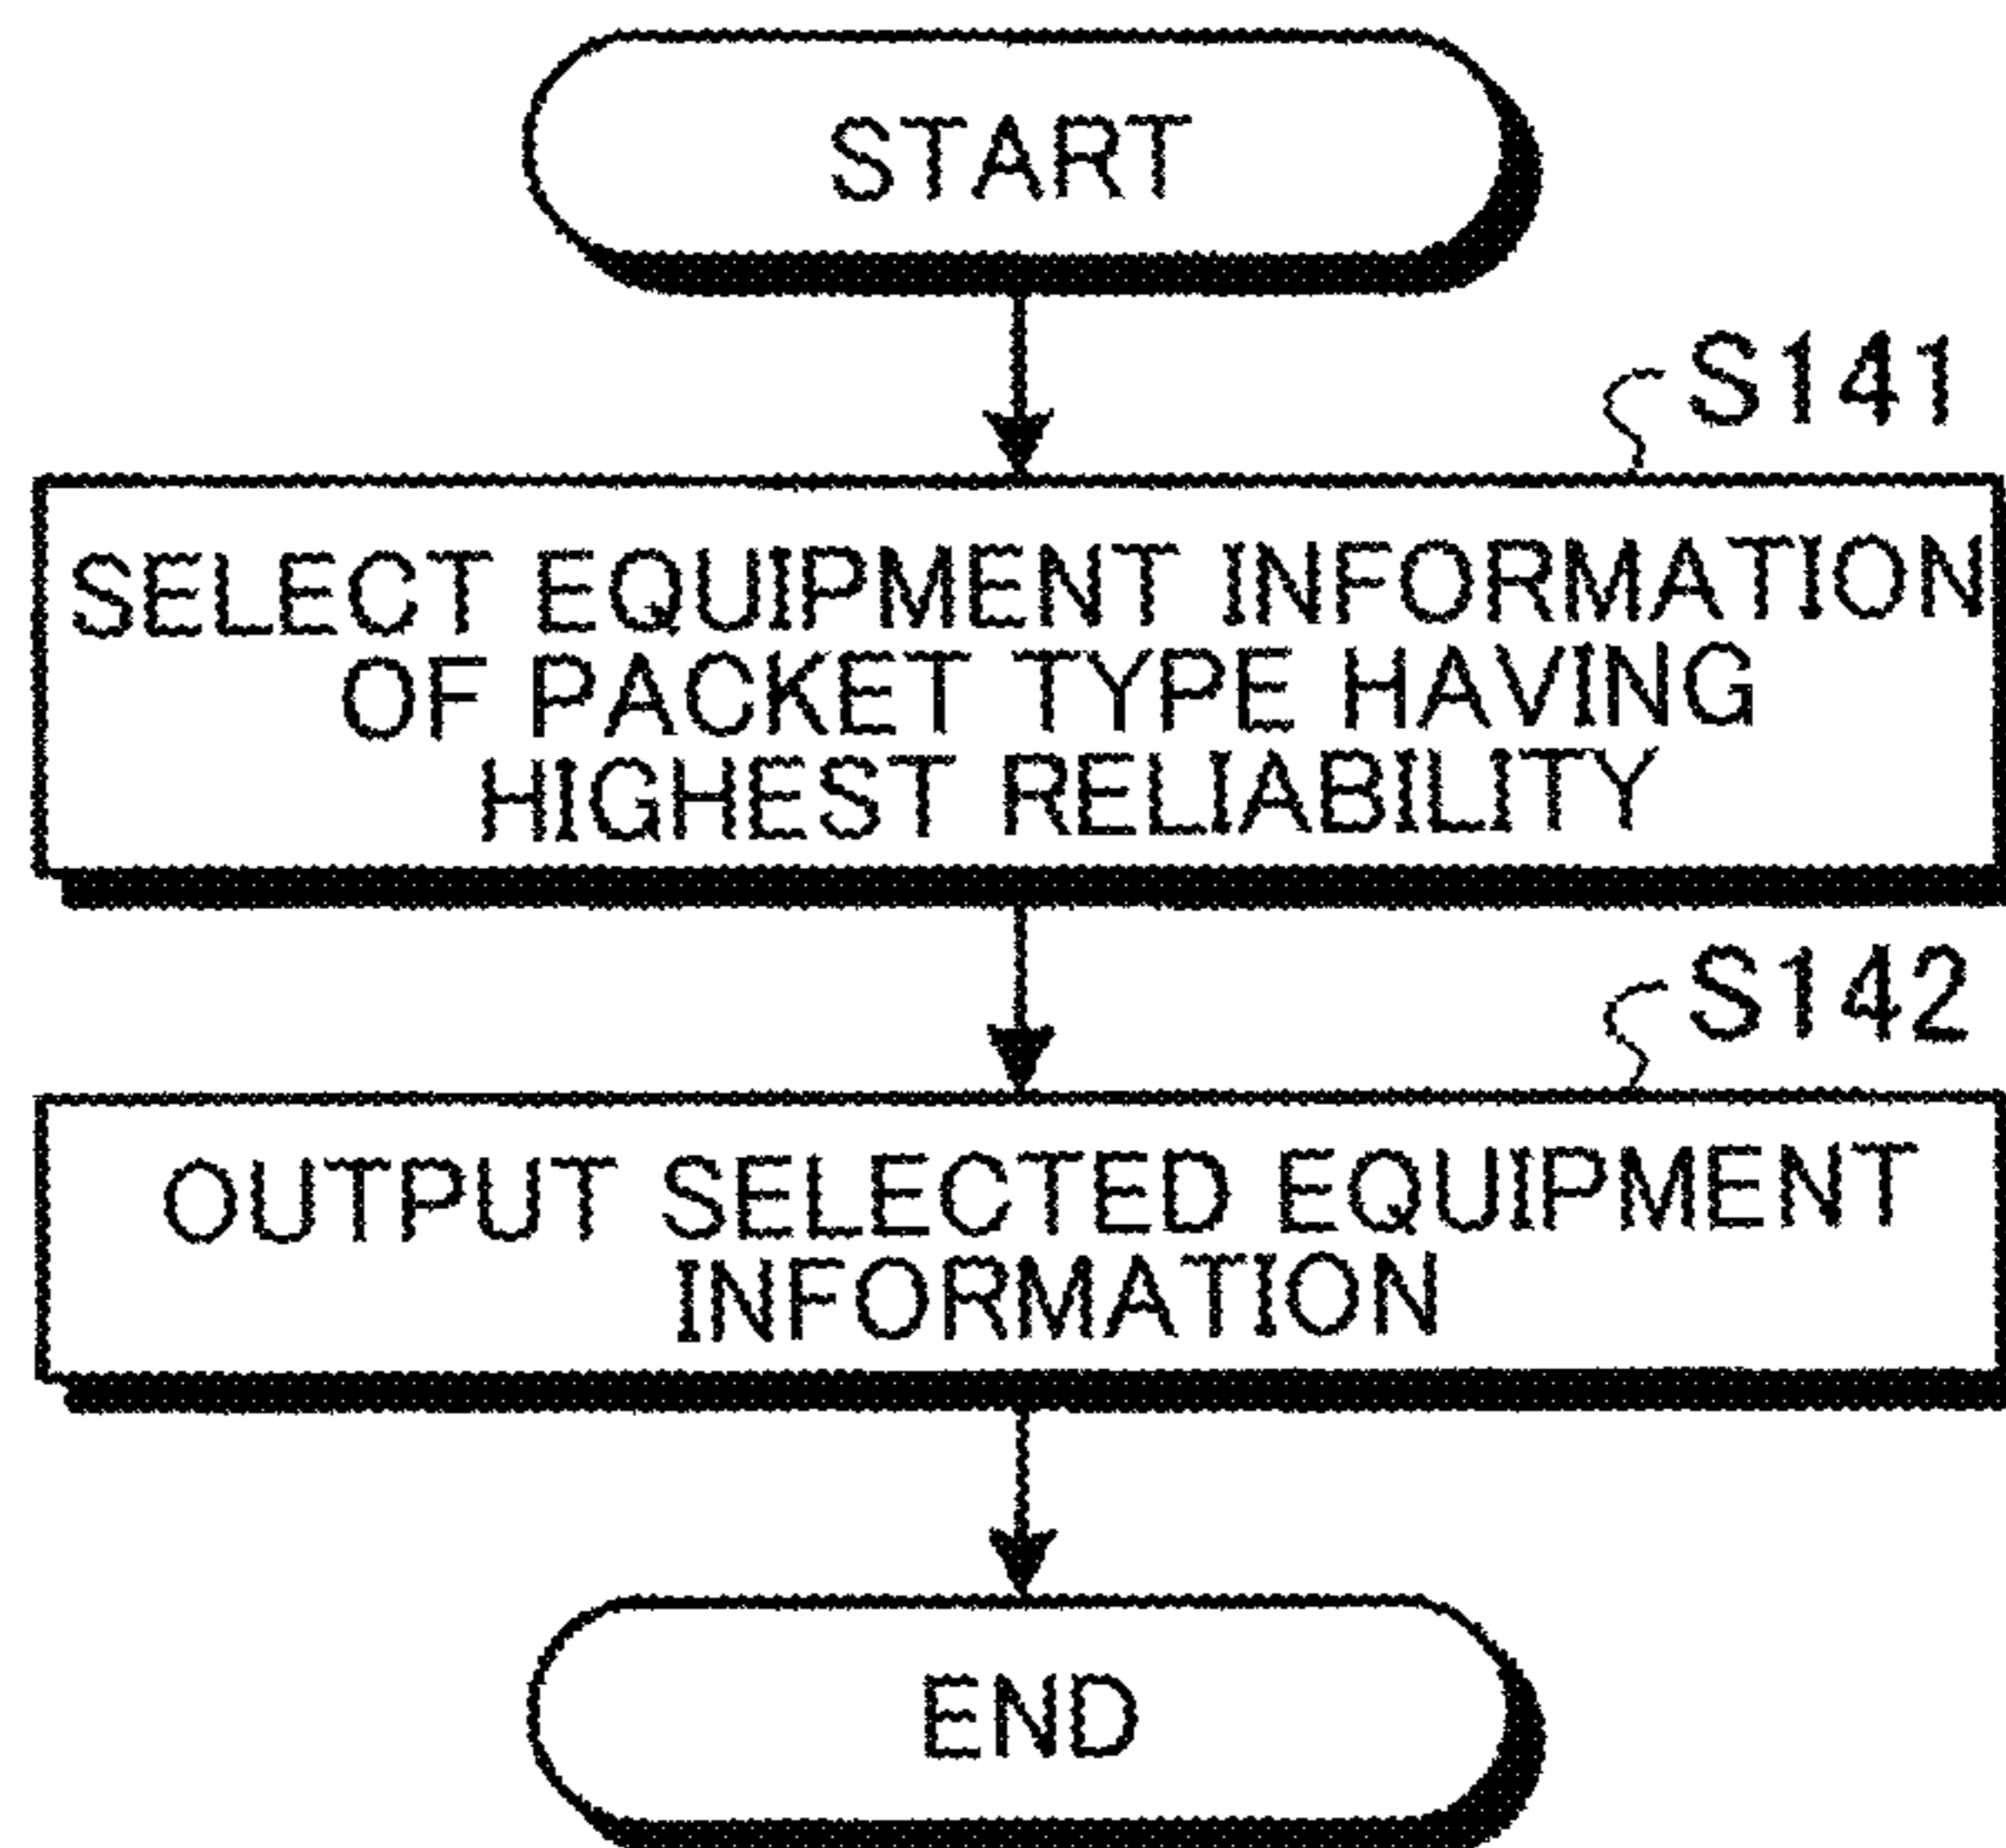 START
S141
SELECT EQUIPMENT INFORMATION
OF PACKET TYPE HAVING
HIGHEST RELIABILITY
S142
OUTPUT SELECTED EQUIPMENT
INFORMATION
END